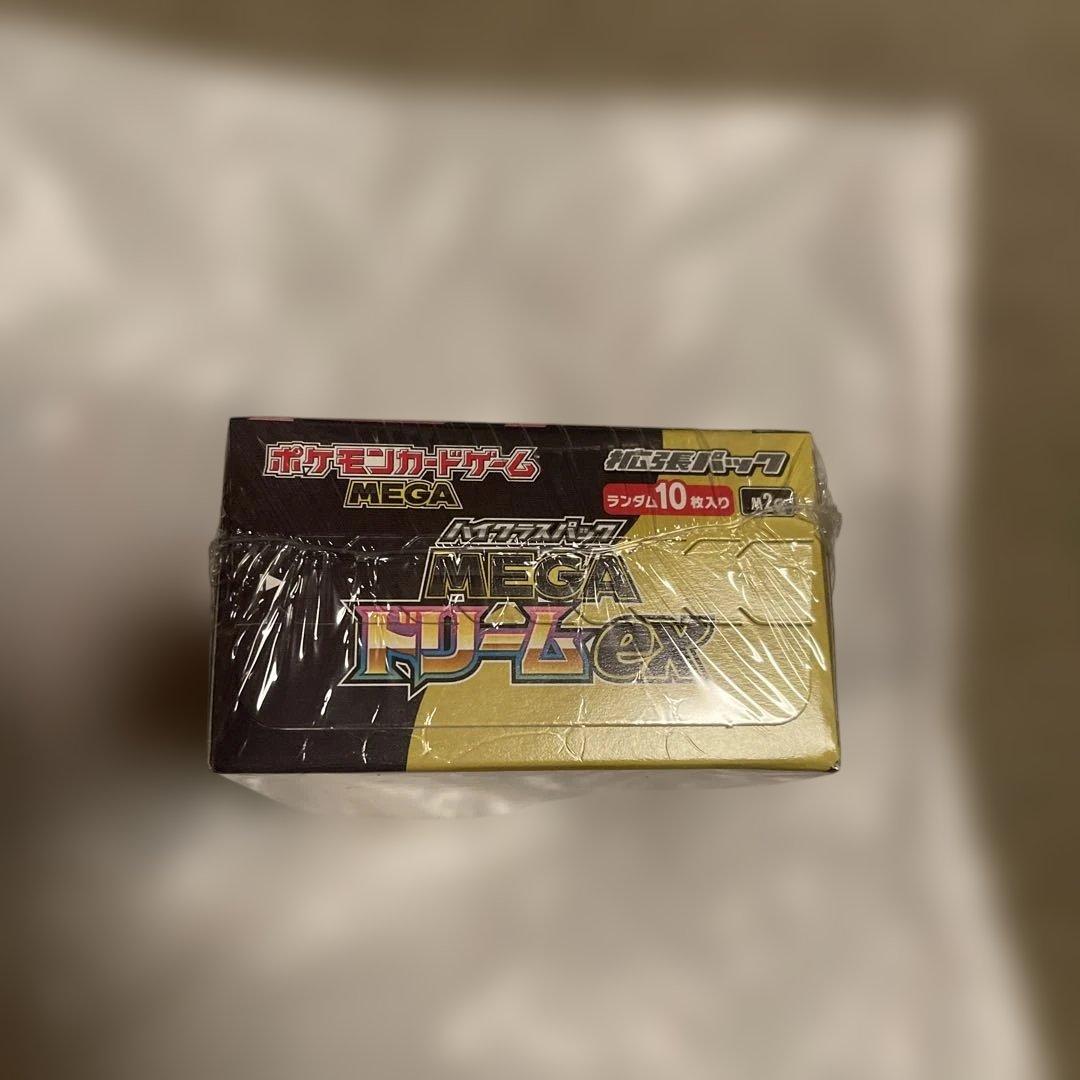 ポケモンカードゲーム
MEGA
拡張パック
ランダム10枚入り
ハイクラスパック
MEGA
ドリームex